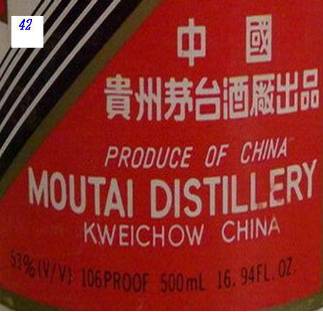 42
中國
貴州茅台酒廠出品
PRODUCE OF CHINA
MOUTAI DISTILLERY
KWEICHOW CHINA
53%(V/V) 106PROOF 500mL 16.94FL.OZ.